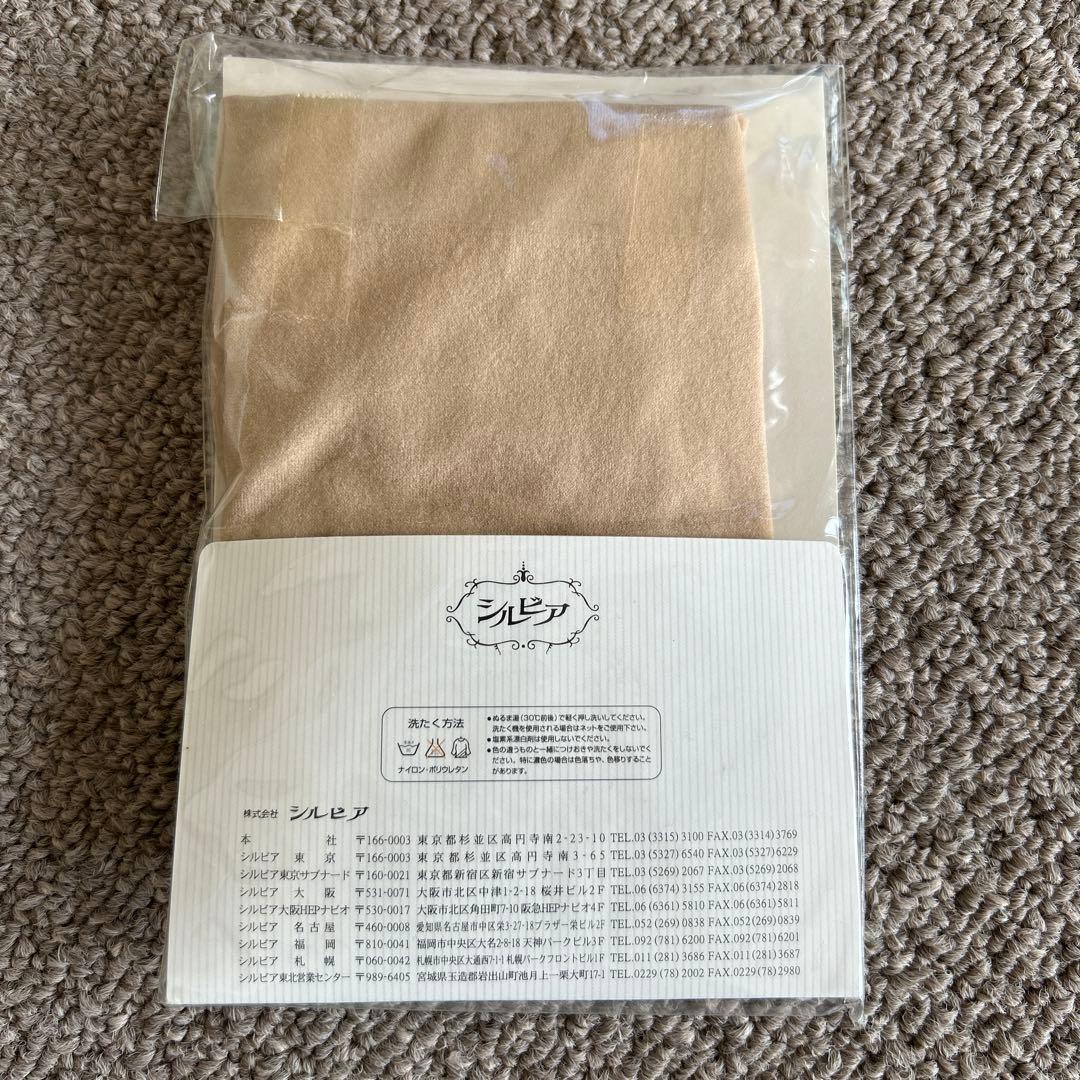 シルビア
洗たく方法
ナイロン・ポリウレタン
●ぬるま湯(30℃前後)で軽く押し洗いしてください。
洗たく機を使用される場合はネットをご使用下さい。
●塩素系漂白剤は使用しないでください。
●色の違うものと一緒につけおきや洗たくをしないでく
ださい。特に濃色の場合は色落ちや、色移りすること
があります。
株式会社 シルビア
本 社 〒166-0003 東京都杉並区高円寺南2-23-10 TEL.03(3315)3100 FAX.03(3314)3769
シルビア 東 京 〒166-0003 東京都杉並区高円寺南3-65 TEL.03(5327)6540 FAX.03(5327)6229
シルビア東京サブナード 〒160-0021 東京都新宿区新宿サブナード3丁目 TEL.03(5269)2067 FAX.03(5269)2068
シルビア 大 阪 〒531-0071 大阪市北区中津1-2-18 桜井ビル2F TEL.06(6374)3155 FAX.06(6374)2818
シルビア大阪HEPナビオ 〒530-0017 大阪市北区角田町7-10 阪急HEPナビオ4F TEL.06(6361)5810 FAX.06(6361)5811
シルビア 名古屋 〒460-0008 愛知県名古屋市中区栄3-27-18ブラザー栄ビル2F TEL.052(269)0838 FAX.052(269)0839
シルビア 福 岡 〒810-0041 福岡市中央区大名2-8-18 天神パークビル3F TEL.092(781)6200 FAX.092(781)6201
シルビア 札 幌 〒060-0042 札幌市中央区大通西7-1-1 札幌パークフロントビル1F TEL.011(281)3686 FAX.011(281)3687
シルビア東北営業センター 〒989-6405 宮城県玉造郡岩出山町池月上一栗大町17-1 TEL.0229(78)2002 FAX.0229(78)2980